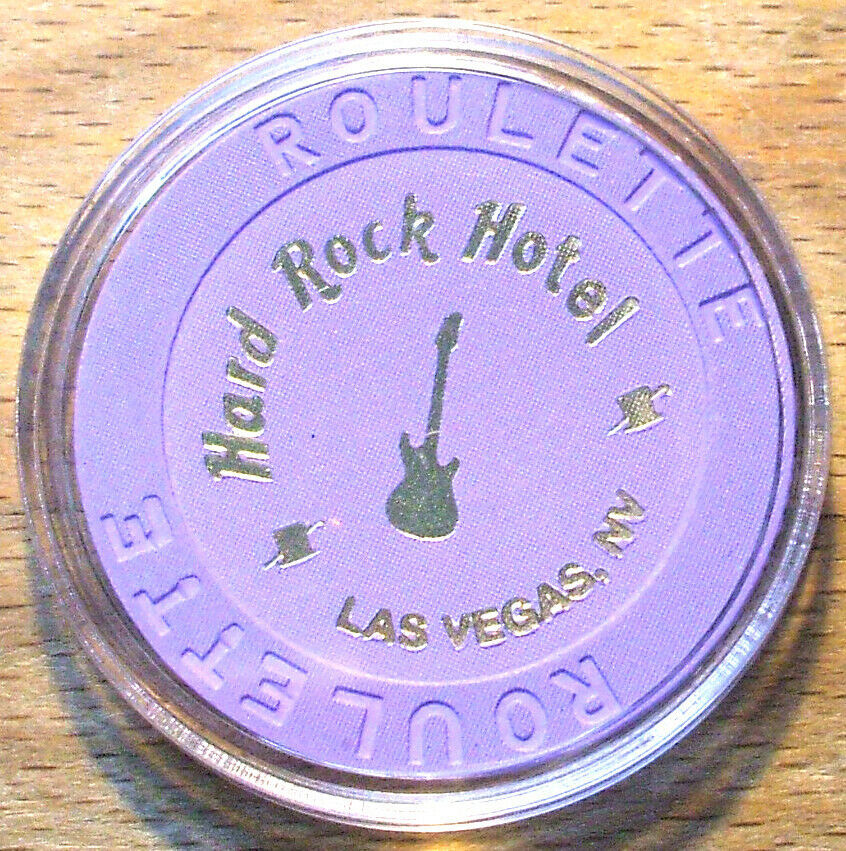 ROULETTE
Hard Rock Hotel
LAS VEGAS, NV
ROULETTE